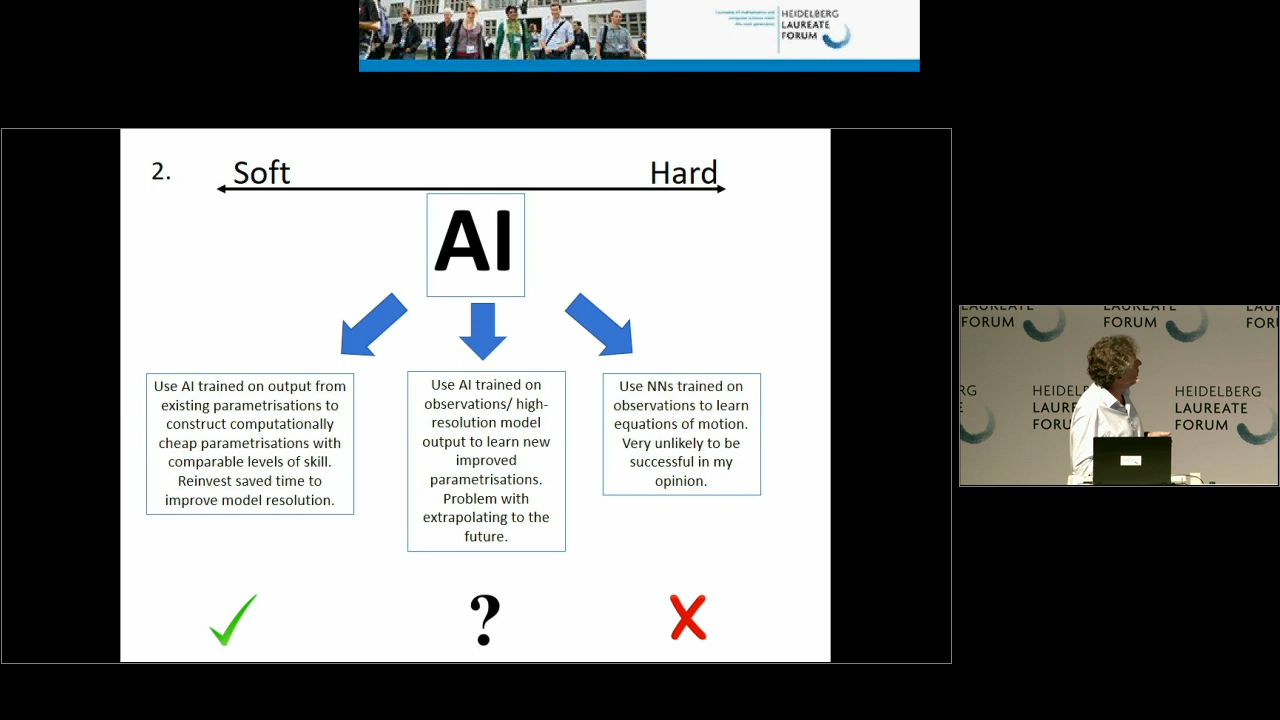 HEIDELBERG
LAUREATE
FORUM
2.
Soft
Hard
AI
Use AI trained on output from
existing parametrisations to
construct computationally
cheap parametrisations with
comparable levels of skill.
Reinvest saved time to
improve model resolution.
Use AI trained on
observations/ high-
resolution model
output to learn new
improved
parametrisations.
Problem with
extrapolating to the
future.
Use NNs trained on
observations to learn
equations of motion.
Very unlikely to be
successful in my
opinion.
?
LAUREATE
FORUM
LAUREATE
FORUM
FORUM
HEIDELBERG
LAUREATE
FORUM